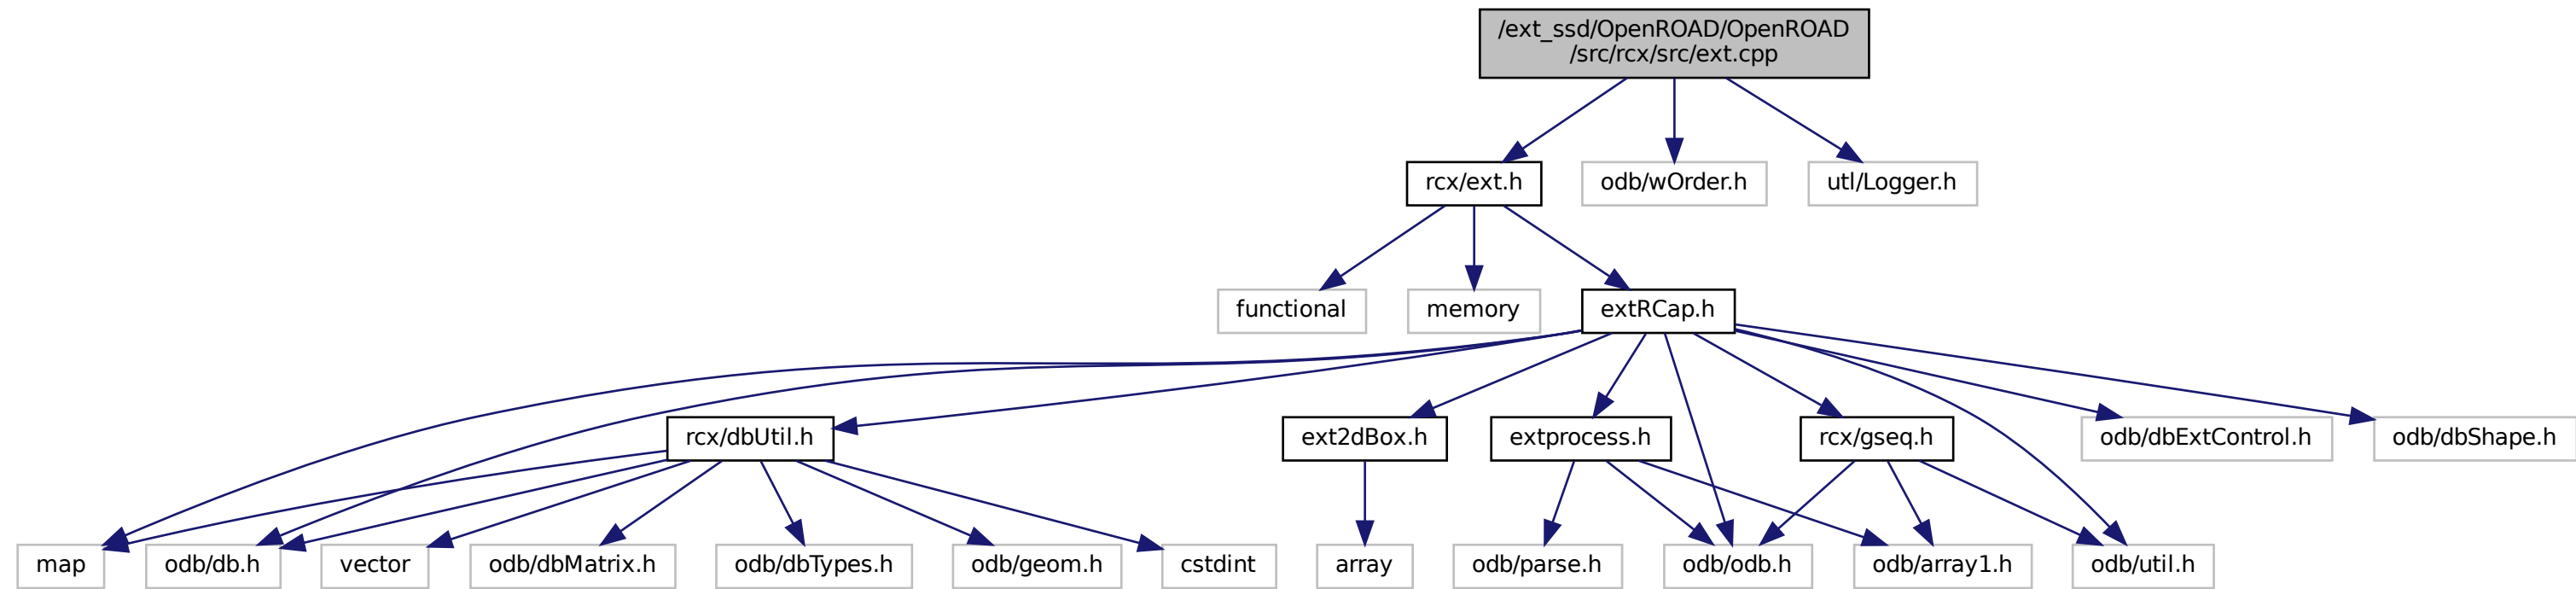 /ext_ssd/OpenROAD/OpenROAD
/src/rcx/src/ext.cpp
rcx/ext.h
odb/wOrder.h
utl/Logger.h
functional
memory
extRCap.h
rcx/dbUtil.h
ext2dBox.h
extprocess.h
rcx/gseq.h
odb/dbExtControl.h
odb/dbShape.h
map
odb/db.h
vector
odb/dbMatrix.h
odb/dbTypes.h
odb/geom.h
cstdint
array
odb/parse.h
odb/odb.h
odb/array1.h
odb/util.h